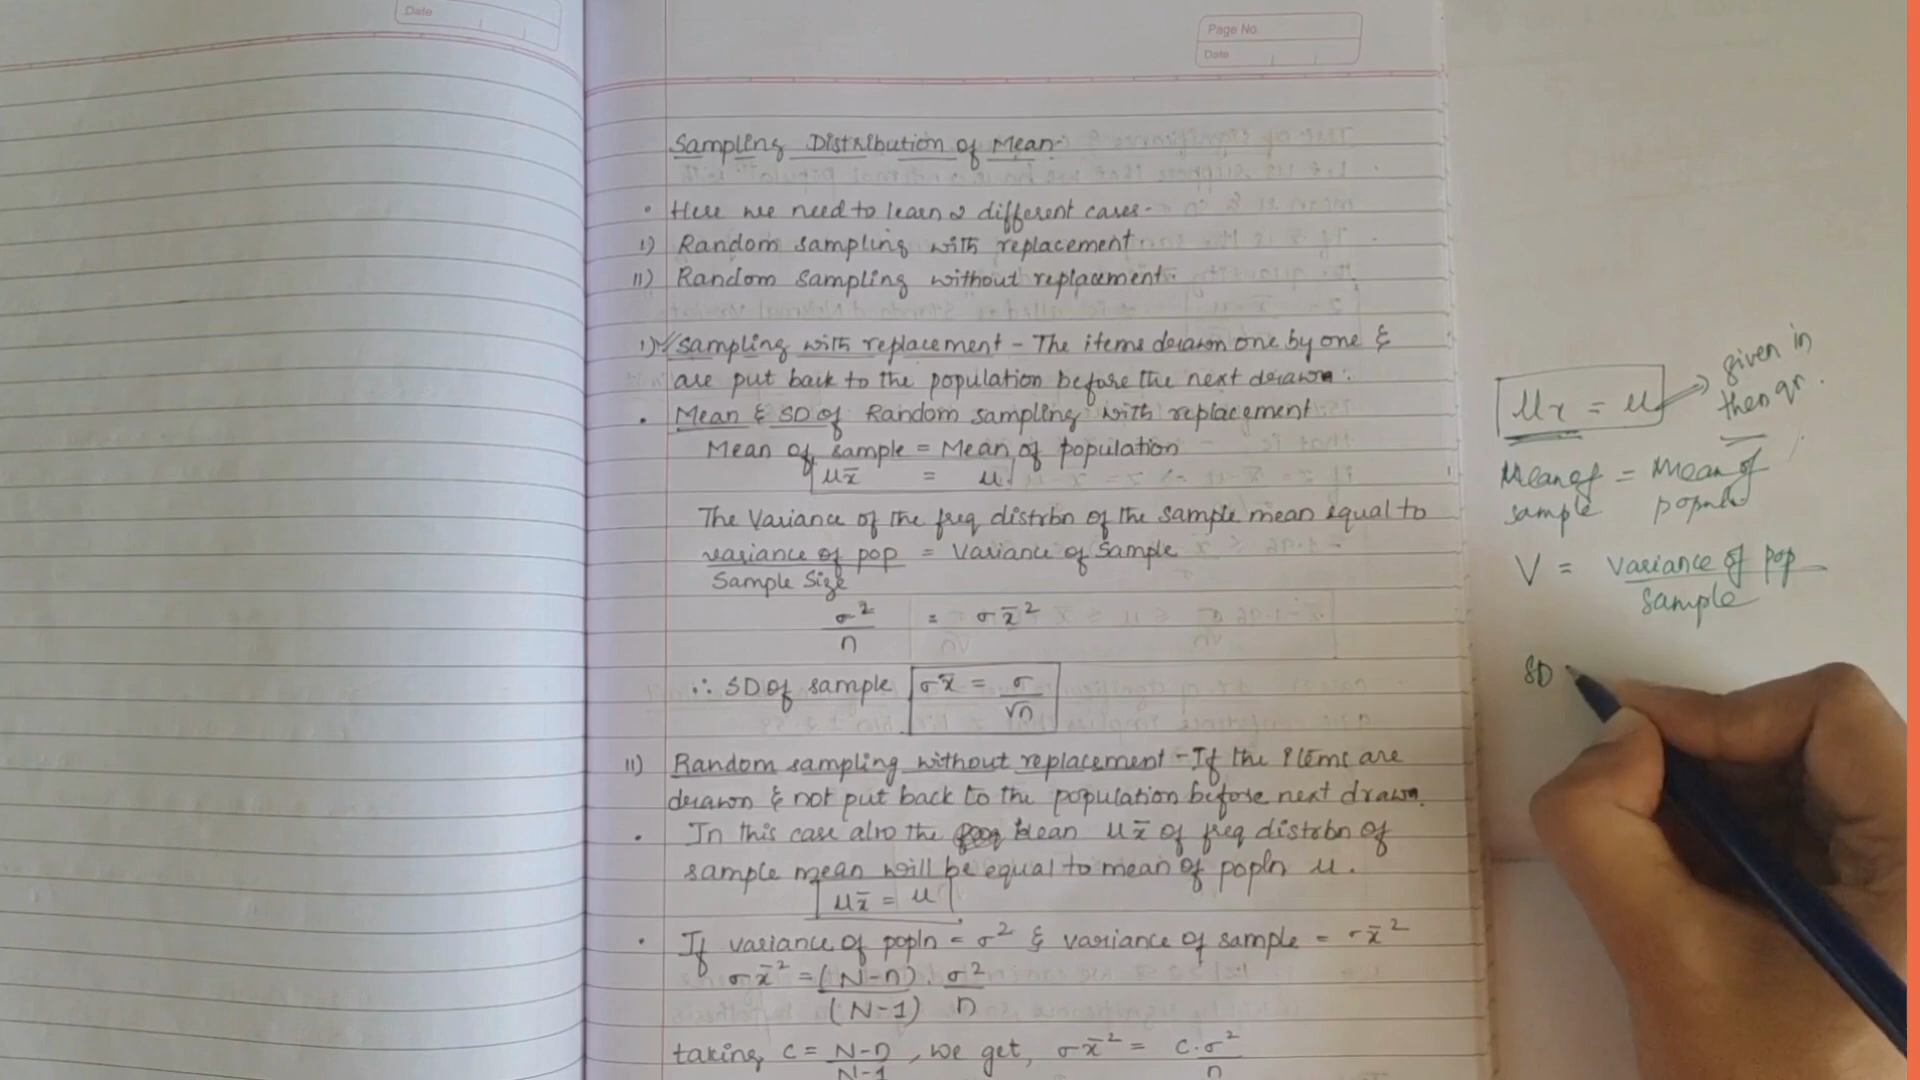 Date
Page No.
Date
Sampling Distribution of Mean-
• Here we need to learn 2 different cases-
i) Random sampling with replacement
ii) Random Sampling without replacement.
i) Sampling with replacement - The items drawn one by one &
are put back to the population before the next drawn.
• Mean & SD of Random sampling with replacement
Mean of sample = Mean of population
μx̄ = μ
The Variance of the freq distrbn of the sample mean equal to
variance of pop = Variance of Sample
Sample Size
σ² = σx̄²
n
∴ SD of sample σx̄ = σ
√n
ii) Random sampling without replacement - If the items are
drawn & not put back to the population before next drawn.
• In this case also the Mean μx̄ of freq distrbn of
sample mean will be equal to mean of popln μ.
μx̄ = μ
• If variance of popln = σ² & variance of sample = σx̄²
σx̄² = (N-n) . σ²
(N-1) n
taking C = N-n , we get, σx̄² = C.σ²
N-1 n
μx = μ → given in
then qn.
Mean of = Mean of
sample populn
V = variance of pop
sample
SD